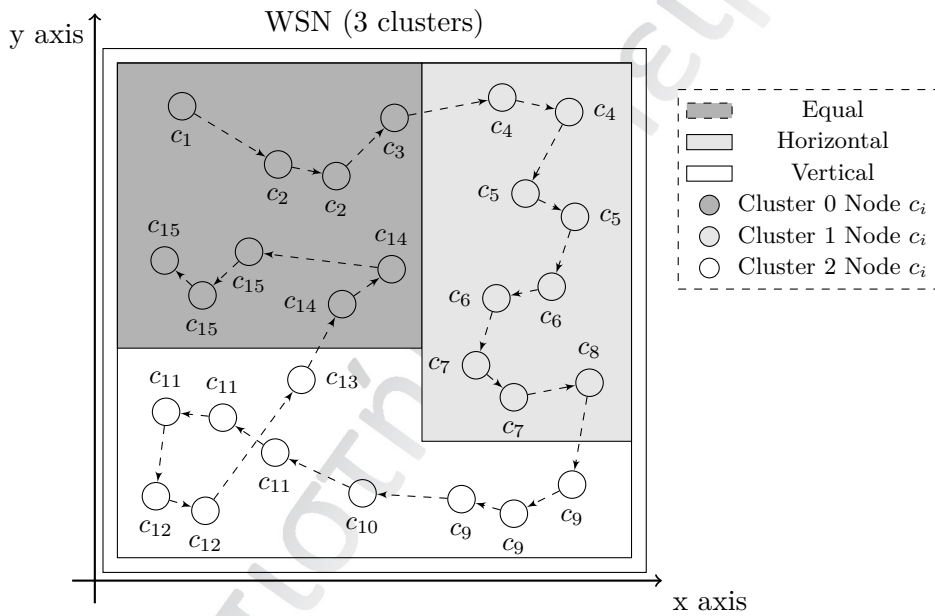 WSN (3 clusters)
y axis
c1
c2
c2
c3
c4
c4
c5
c5
c6
c6
c7
c7
c8
c9
c9
c9
c10
c11
c11
c11
c12
c12
c13
c14
c14
c15
c15
c15
x axis
Equal
Horizontal
Vertical
Cluster 0 Node ci
Cluster 1 Node ci
Cluster 2 Node ci